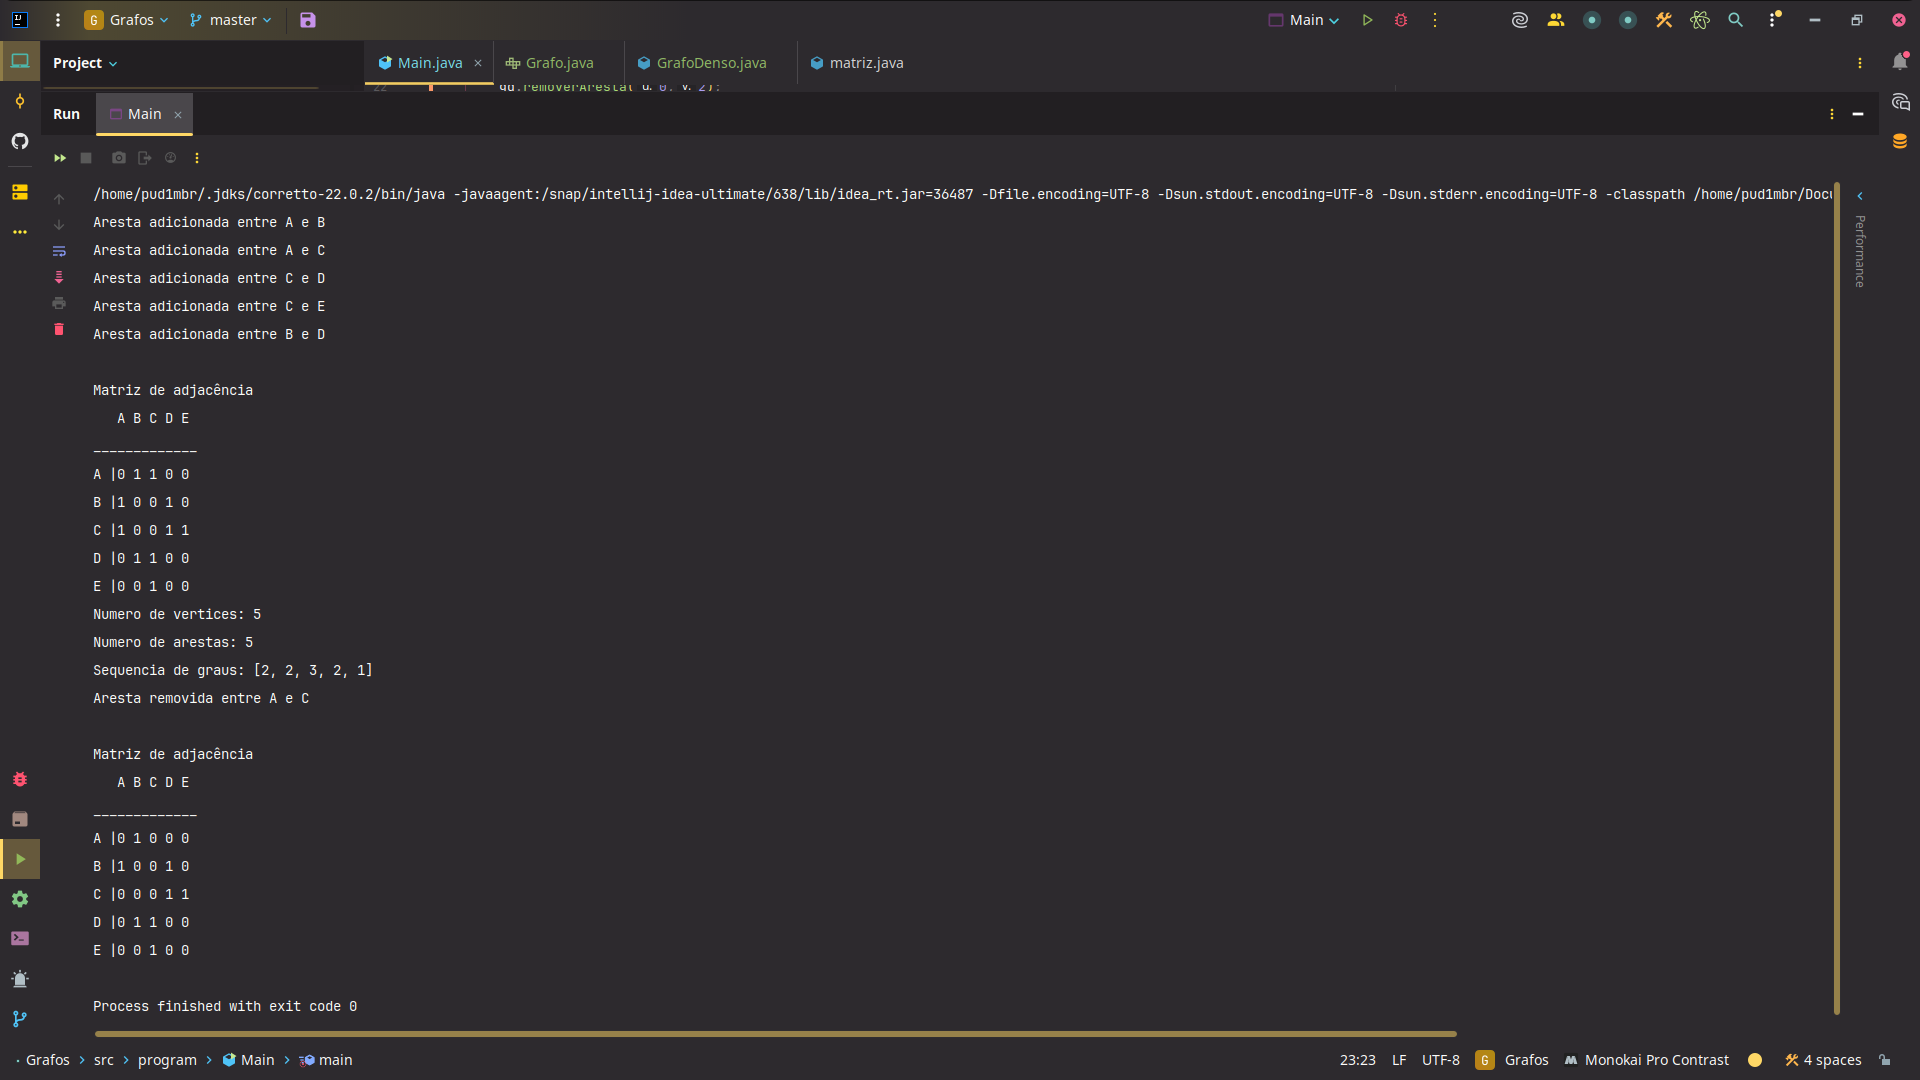 Grafos master Main
Project Main.java Grafo.java GrafoDenso.java matriz.java
22 gd.removerAresta( u: 0, v: 2);
Run Main
/home/pud1mbr/.jdks/corretto-22.0.2/bin/java -javaagent:/snap/intellij-idea-ultimate/638/lib/idea_rt.jar=36487 -Dfile.encoding=UTF-8 -Dsun.stdout.encoding=UTF-8 -Dsun.stderr.encoding=UTF-8 -classpath /home/pud1mbr/Docu
Aresta adicionada entre A e B
Aresta adicionada entre A e C
Aresta adicionada entre C e D
Aresta adicionada entre C e E
Aresta adicionada entre B e D
Matriz de adjacência
A B C D E
_____________
A |0 1 1 0 0
B |1 0 0 1 0
C |1 0 0 1 1
D |0 1 1 0 0
E |0 0 1 0 0
Numero de vertices: 5
Numero de arestas: 5
Sequencia de graus: [2, 2, 3, 2, 1]
Aresta removida entre A e C
Matriz de adjacência
A B C D E
_____________
A |0 1 0 0 0
B |1 0 0 1 0
C |0 0 0 1 1
D |0 1 1 0 0
E |0 0 1 0 0
Process finished with exit code 0
Performance
Grafos > src > program > Main > main 23:23 LF UTF-8 G Grafos Monokai Pro Contrast 4 spaces